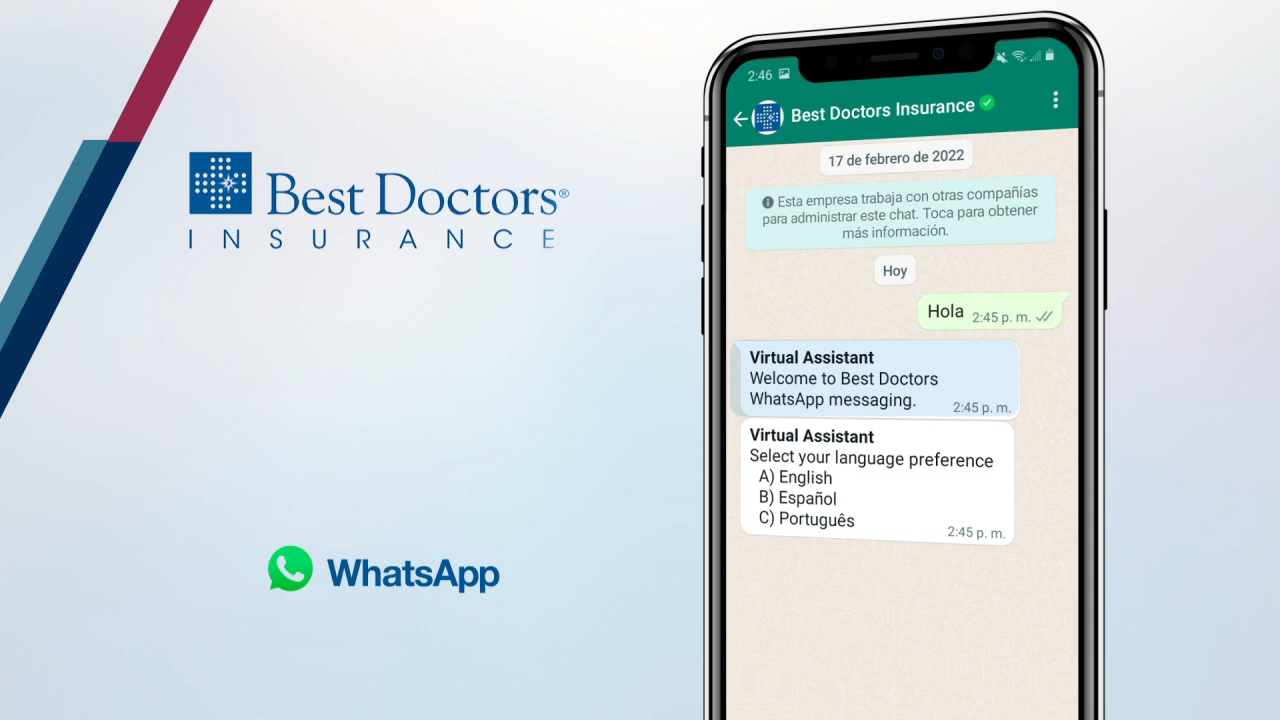 Best Doctors®
INSURANCE
WhatsApp
2:46
Best Doctors Insurance
17 de febrero de 2022
Esta empresa trabaja con otras compañías
para administrar este chat. Toca para obtener
más información.
Hoy
Hola 2:45 p. m.
Virtual Assistant
Welcome to Best Doctors
WhatsApp messaging.
2:45 p. m.
Virtual Assistant
Select your language preference
A) English
B) Español
C) Português
2:45 p. m.